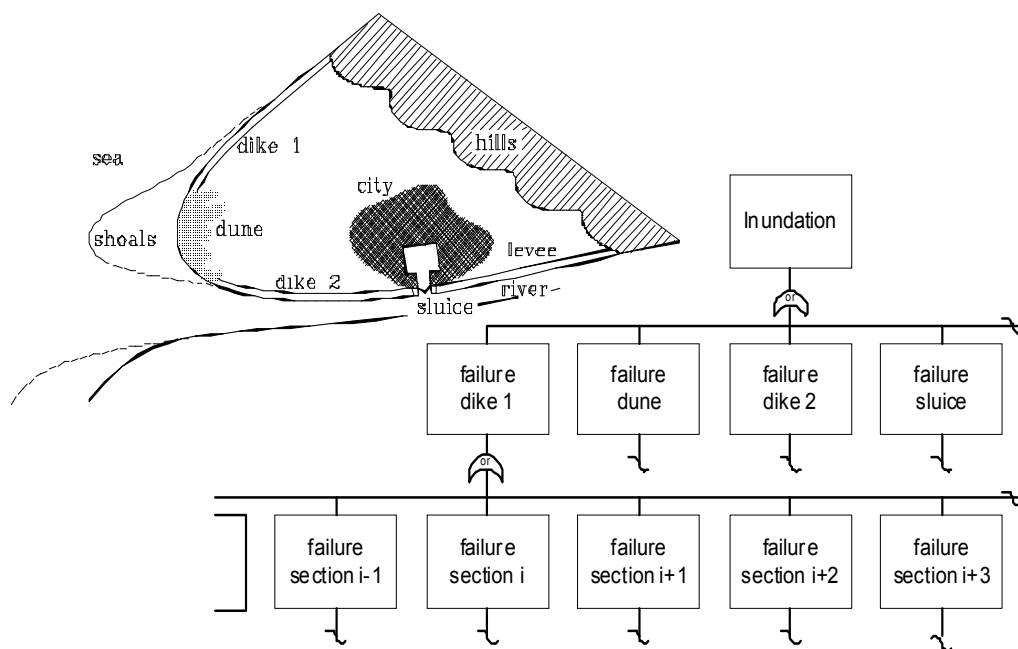 sea
dike 1
hills
city
shoals
dune
levee
dike 2
river
sluice
Inundation
or
failure
dike 1
failure
dune
failure
dike 2
failure
sluice
or
failure
section i-1
failure
section i
failure
section i+1
failure
section i+2
failure
section i+3